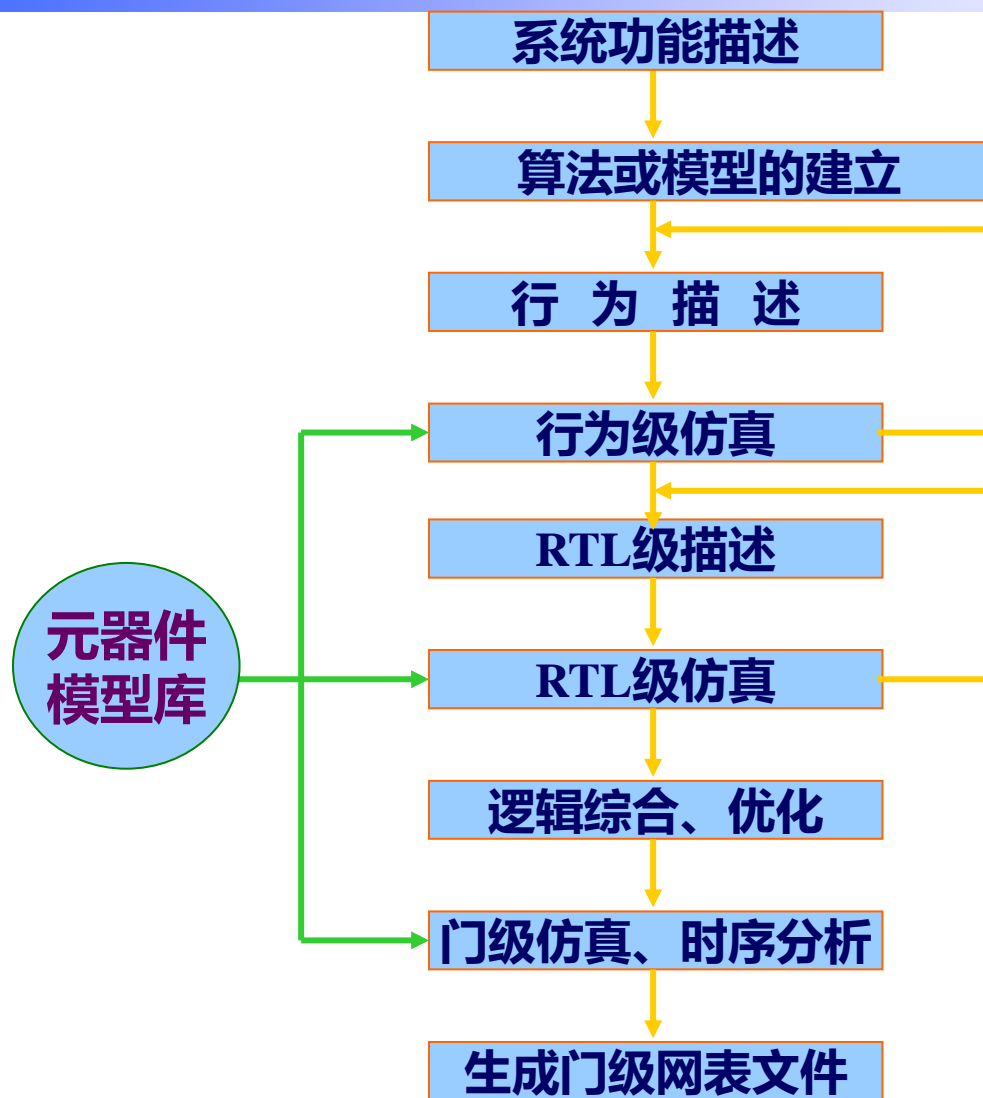 系统功能描述
算法或模型的建立
行 为 描 述
行为级仿真
RTL级描述
元器件
模型库
RTL级仿真
逻辑综合、优化
门级仿真、时序分析
生成门级网表文件